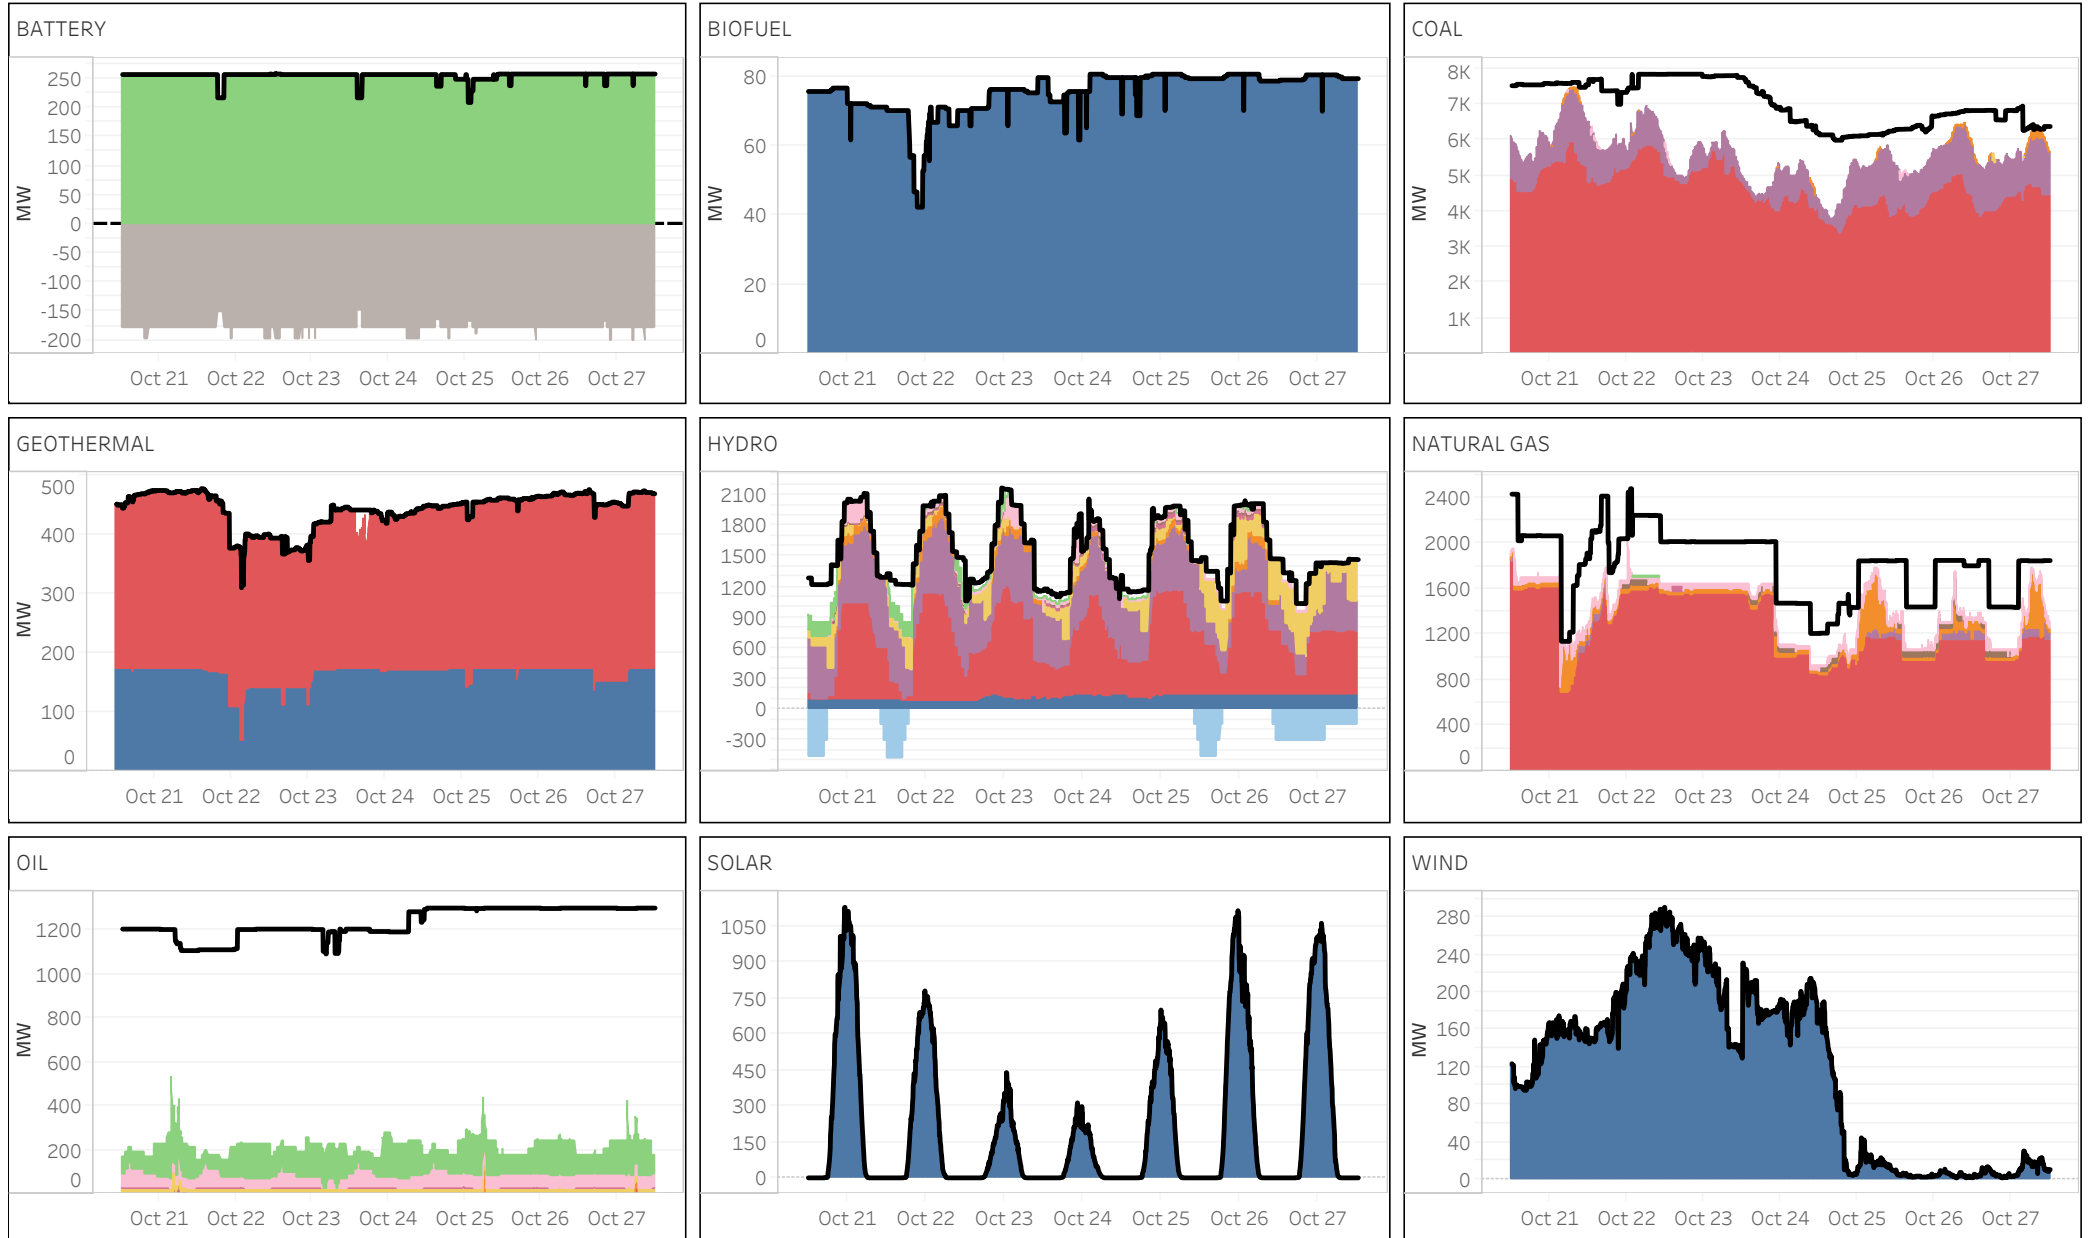 BATTERY
MW
250
200
150
100
50
0
-50
-100
-150
-200
Oct 21 Oct 22 Oct 23 Oct 24 Oct 25 Oct 26 Oct 27
BIOFUEL
MW
80
60
40
20
0
Oct 21 Oct 22 Oct 23 Oct 24 Oct 25 Oct 26 Oct 27
COAL
MW
8K
7K
6K
5K
4K
3K
2K
1K
Oct 21 Oct 22 Oct 23 Oct 24 Oct 25 Oct 26 Oct 27
GEOTHERMAL
MW
500
400
300
200
100
0
Oct 21 Oct 22 Oct 23 Oct 24 Oct 25 Oct 26 Oct 27
HYDRO
2100
1800
1500
1200
900
600
300
0
-300
Oct 21 Oct 22 Oct 23 Oct 24 Oct 25 Oct 26 Oct 27
NATURAL GAS
2400
2000
1600
1200
800
400
0
Oct 21 Oct 22 Oct 23 Oct 24 Oct 25 Oct 26 Oct 27
OIL
MW
1200
1000
800
600
400
200
0
Oct 21 Oct 22 Oct 23 Oct 24 Oct 25 Oct 26 Oct 27
SOLAR
1050
900
750
600
450
300
150
0
Oct 21 Oct 22 Oct 23 Oct 24 Oct 25 Oct 26 Oct 27
WIND
MW
280
240
200
160
120
80
40
0
Oct 21 Oct 22 Oct 23 Oct 24 Oct 25 Oct 26 Oct 27